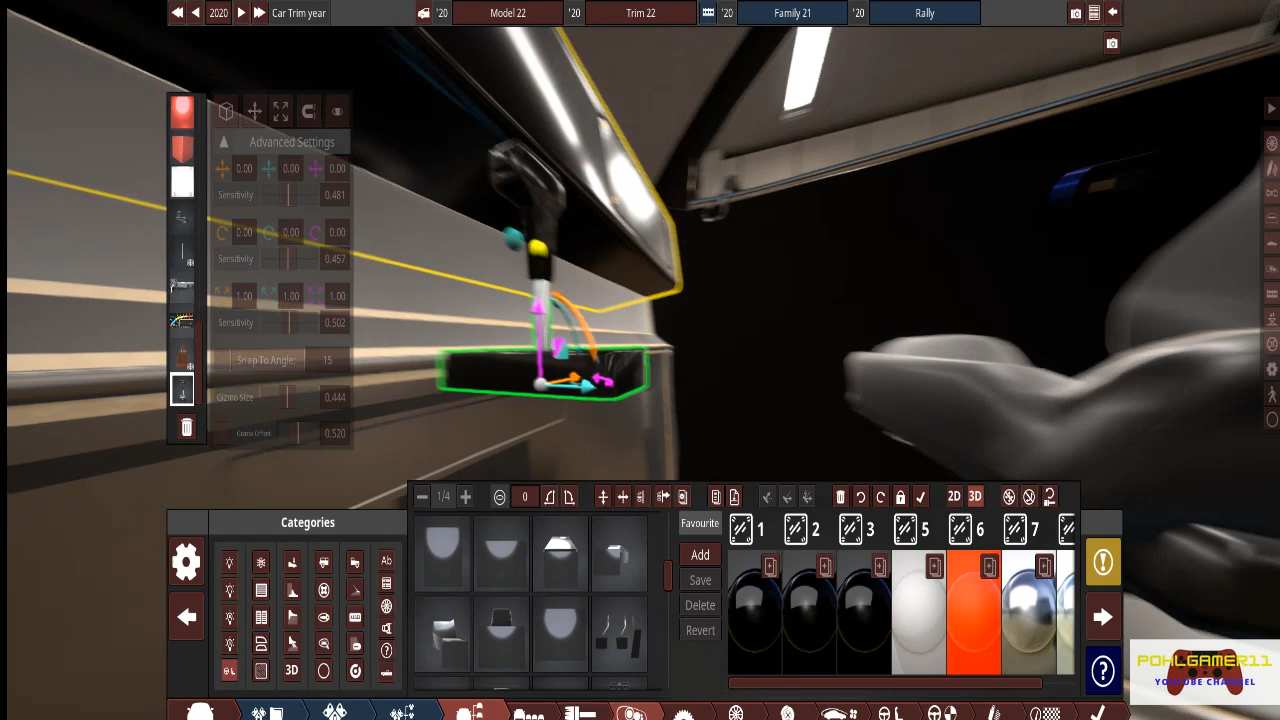 2020 Car Trim year '20 Model 22 '20 Trim 22 '20 Family 21 '20 Rally
Advanced Settings
0.00 0.00 0.00
Sensitivity 0.481
0.00 0.00 0.00
Sensitivity 0.457
1.00 1.00 1.00
Sensitivity 0.502
Snap To Angle: 15
Gizmo Size 0.444
Gizmo Offset 0.520
1/4 0 2D 3D
Categories
Favourite
Add
Save
Delete
Revert
1 2 3 5 6 7
Ab
3D
POHLGAMER11
YOUTUBE CHANNEL